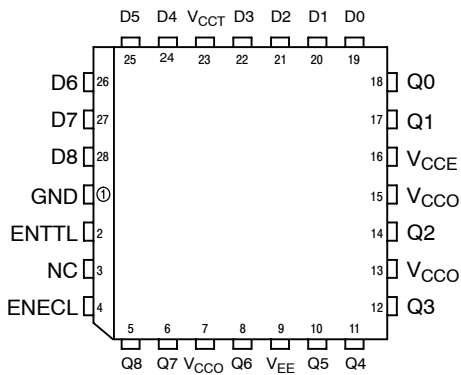 D5 D4 VCCT D3 D2 D1 D0
25 24 23 22 21 20 19
D6 26 18 Q0
D7 27 17 Q1
D8 28 16 VCCE
GND 1 15 VCCO
ENTTL 2 14 Q2
NC 3 13 VCCO
ENECL 4 12 Q3
5 6 7 8 9 10 11
Q8 Q7 VCCO Q6 VEE Q5 Q4